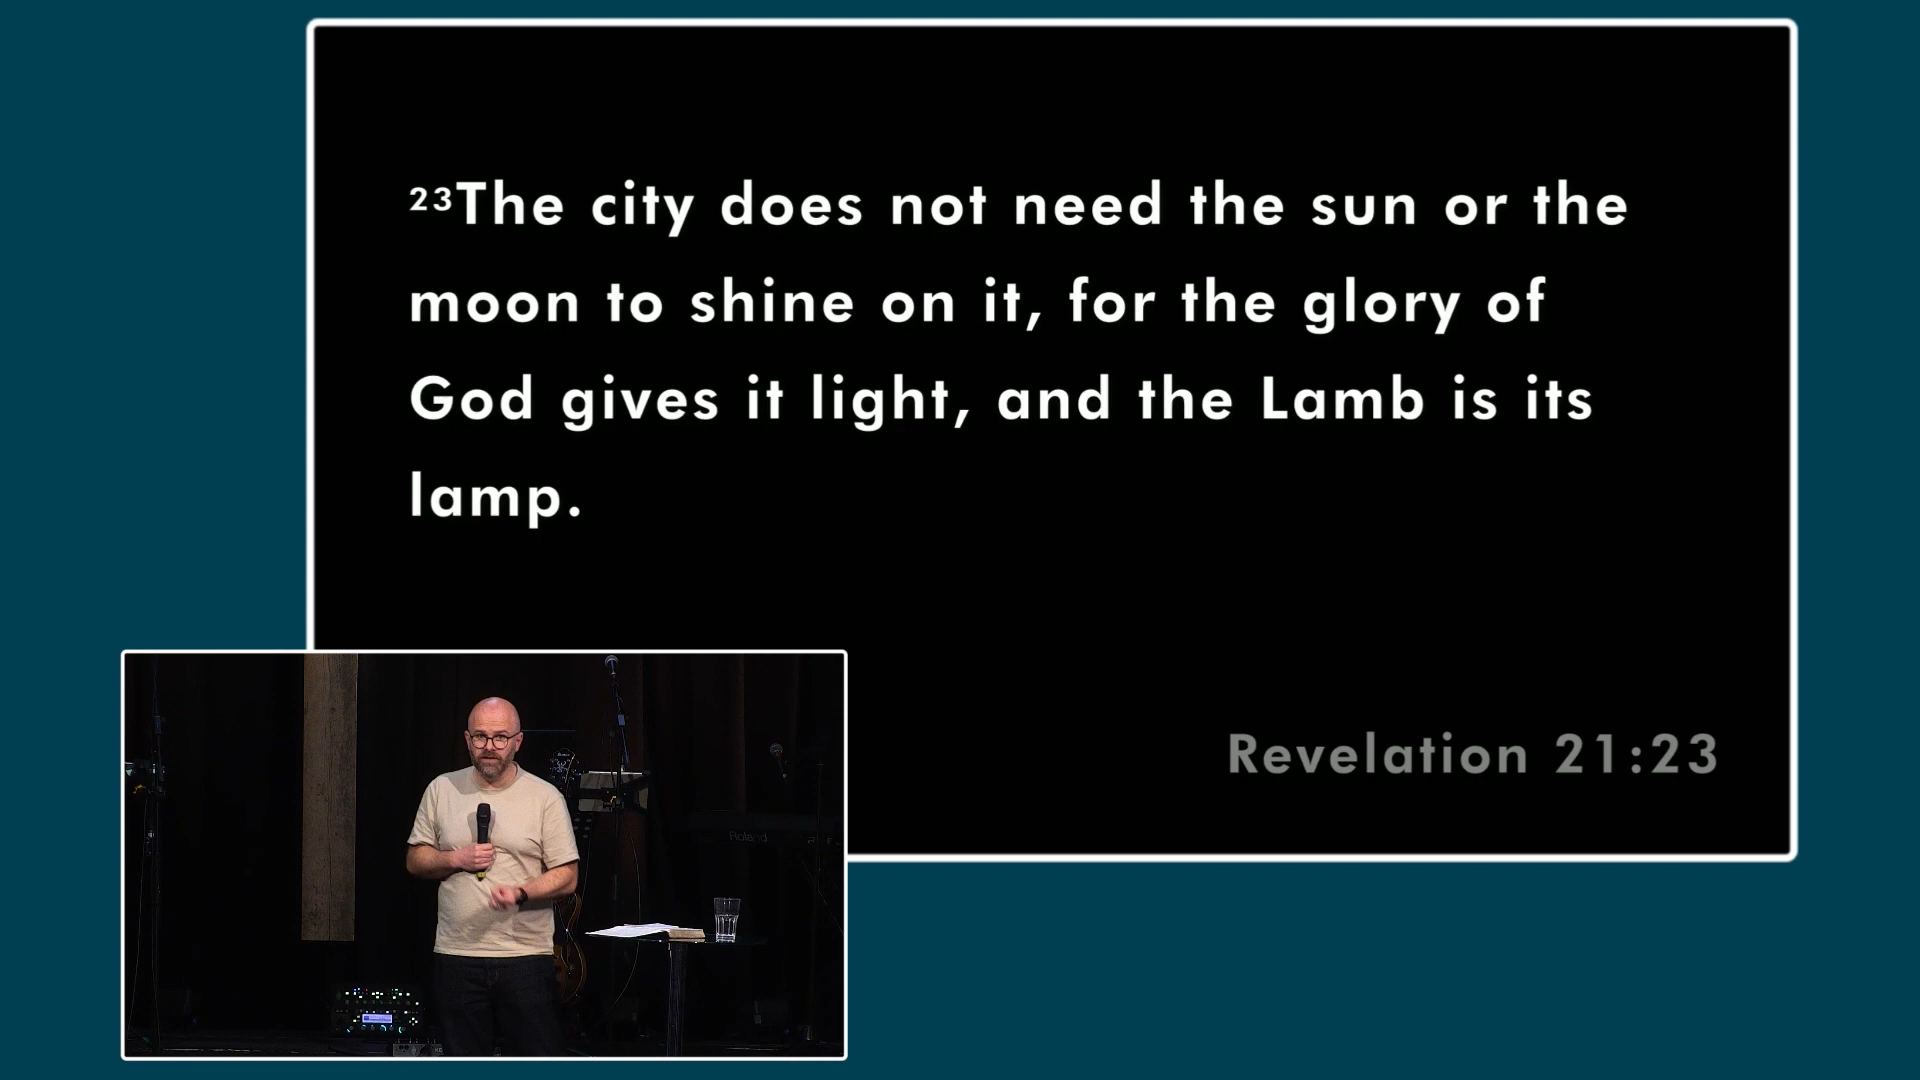 ²³The city does not need the sun or the
moon to shine on it, for the glory of
God gives it light, and the Lamb is its
lamp.
Revelation 21:23
Roland